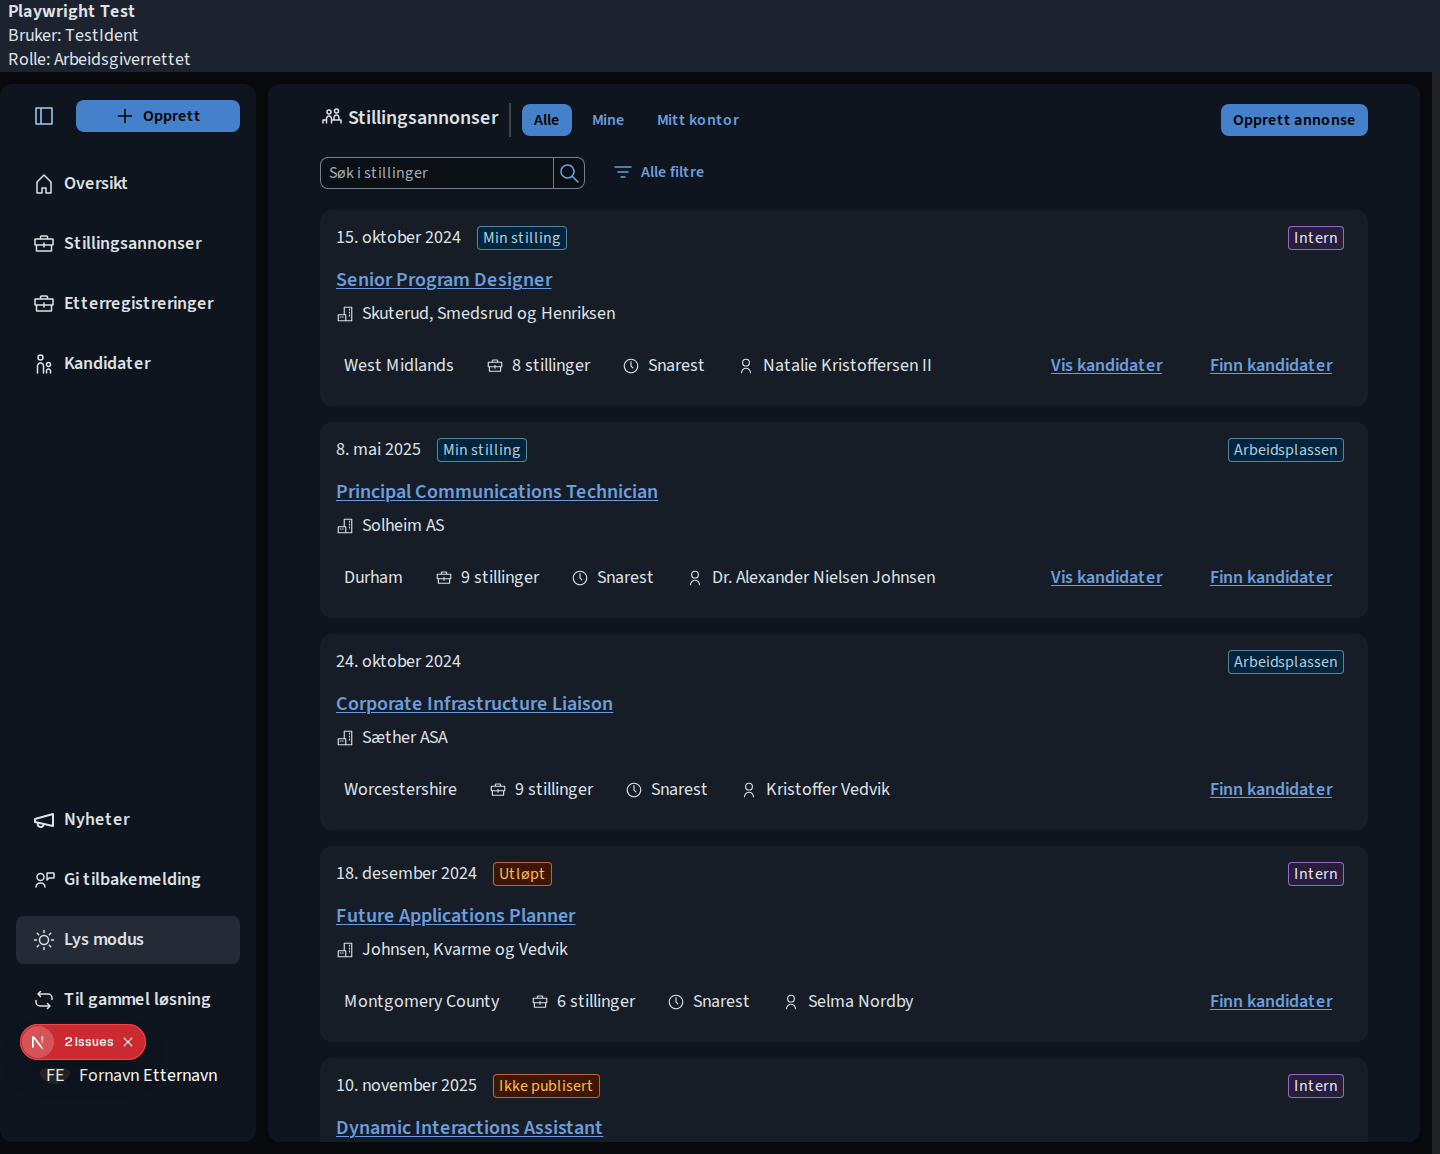 Playwright Test
Bruker: TestIdent
Rolle: Arbeidsgiverrettet
Opprett
Oversikt
Stillingsannonser
Etterregistreringer
Kandidater
Nyheter
Gi tilbakemelding
Lys modus
Til gammel løsning
2 Issues
FE Fornavn Etternavn
Stillingsannonser Alle Mine Mitt kontor Opprett annonse
Søk i stillinger Alle filtre
15. oktober 2024 Min stilling Intern
Senior Program Designer
Skuterud, Smedsrud og Henriksen
West Midlands 8 stillinger Snarest Natalie Kristoffersen II Vis kandidater Finn kandidater
8. mai 2025 Min stilling Arbeidsplassen
Principal Communications Technician
Solheim AS
Durham 9 stillinger Snarest Dr. Alexander Nielsen Johnsen Vis kandidater Finn kandidater
24. oktober 2024 Arbeidsplassen
Corporate Infrastructure Liaison
Sæther ASA
Worcestershire 9 stillinger Snarest Kristoffer Vedvik Finn kandidater
18. desember 2024 Utløpt Intern
Future Applications Planner
Johnsen, Kvarme og Vedvik
Montgomery County 6 stillinger Snarest Selma Nordby Finn kandidater
10. november 2025 Ikke publisert Intern
Dynamic Interactions Assistant